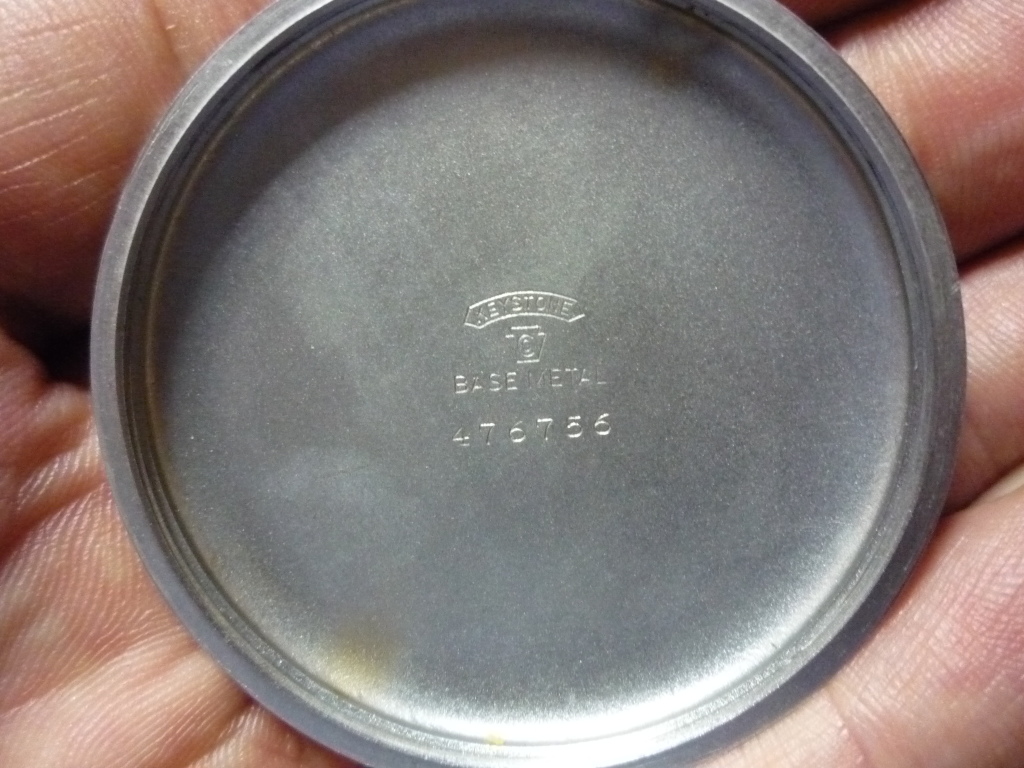 KEYSTONE
C
BASE METAL
476756